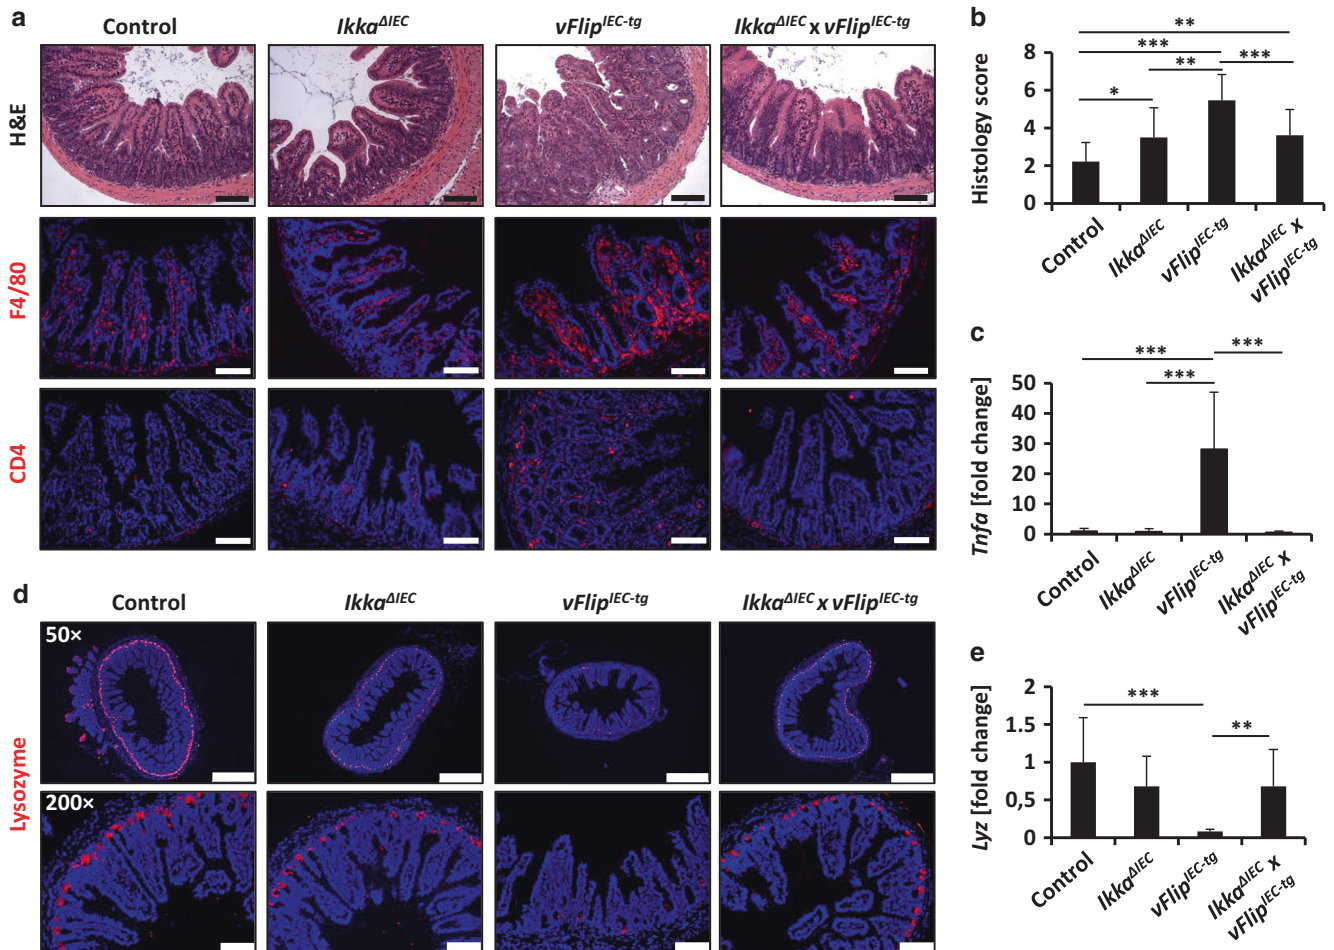 a
Control
Ikka^ΔIEC
vFlip^IEC-tg
Ikka^ΔIEC x vFlip^IEC-tg
H&E
F4/80
CD4
b
**
***
**
***
*
Histology score
8
6
4
2
0
Control
Ikka^ΔIEC
vFlip^IEC-tg
Ikka^ΔIEC x
vFlip^IEC-tg
c
***
***
***
Tnfa [fold change]
50
40
30
20
10
0
Control
Ikka^ΔIEC
vFlip^IEC-tg
Ikka^ΔIEC x
vFlip^IEC-tg
d
Control
Ikka^ΔIEC
vFlip^IEC-tg
Ikka^ΔIEC x vFlip^IEC-tg
Lysozyme
50×
200×
e
***
**
Lyz [fold change]
2
1.5
1
0,5
0
Control
Ikka^ΔIEC
vFlip^IEC-tg
Ikka^ΔIEC x
vFlip^IEC-tg